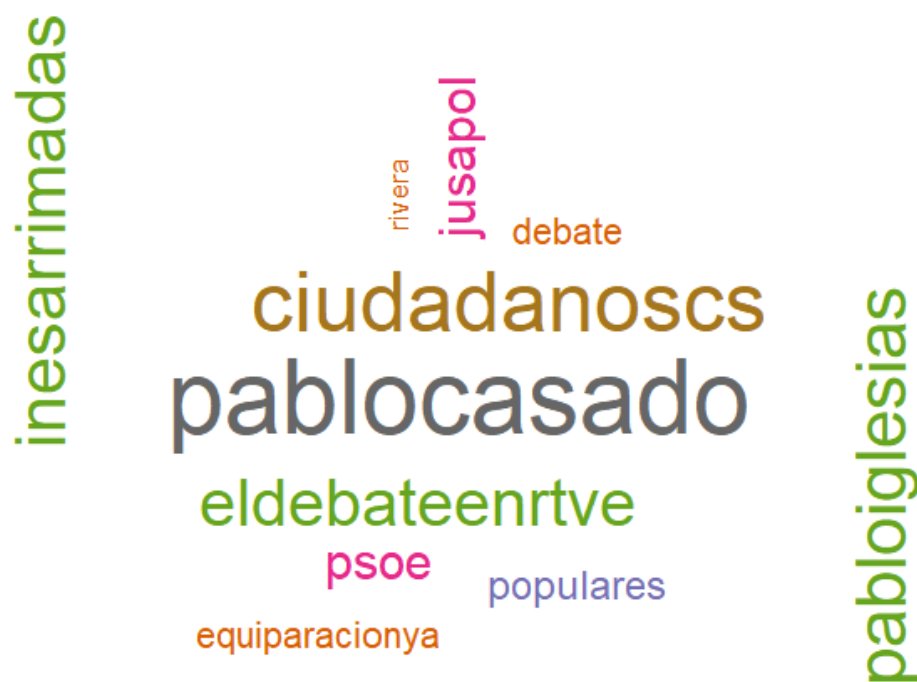 inesarrimadas
jusapol
rivera
debate
ciudadanoscs
pablocasado
pabloiglesias
eldebateenrtve
psoe
populares
equiparacionya